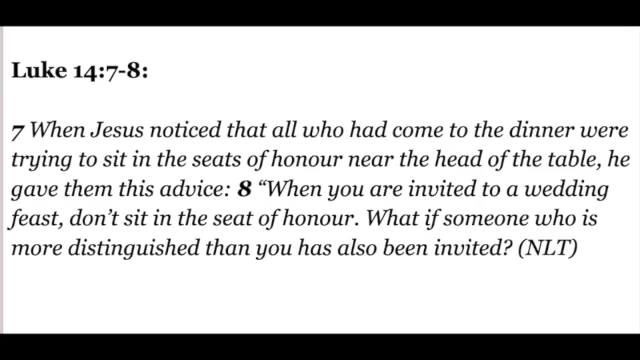 Luke 14:7-8:
7 When Jesus noticed that all who had come to the dinner were
trying to sit in the seats of honour near the head of the table, he
gave them this advice: 8 “When you are invited to a wedding
feast, don’t sit in the seat of honour. What if someone who is
more distinguished than you has also been invited? (NLT)